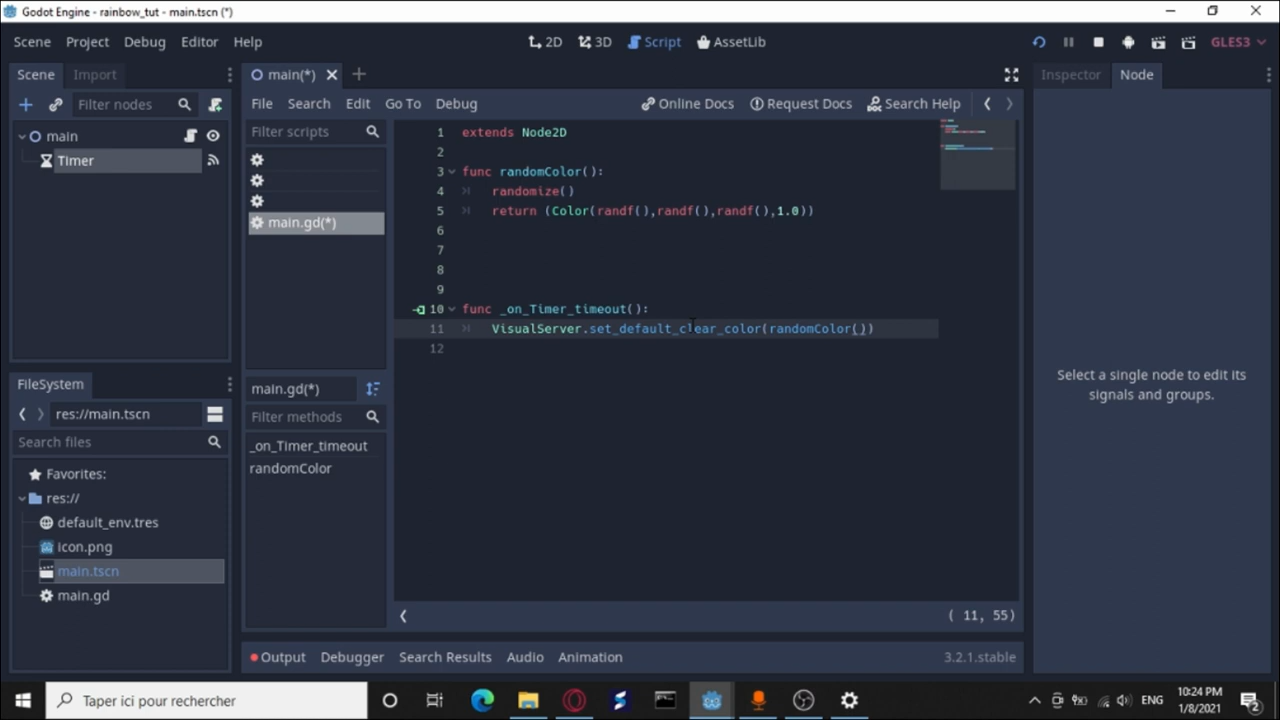 Godot Engine - rainbow_tut - main.tscn (*)
Scene Project Debug Editor Help
2D 3D Script AssetLib
GLES3
Scene Import
main(*)
Inspector Node
Filter nodes
File Search Edit Go To Debug
Online Docs Request Docs Search Help
main
Timer
Filter scripts
main.gd(*)
1 extends Node2D
2
3 func randomColor():
4 randomize()
5 return (Color(randf(),randf(),randf(),1.0))
6
7
8
9
10 func _on_Timer_timeout():
11 VisualServer.set_default_clear_color(randomColor())
12
main.gd(*)
Filter methods
_on_Timer_timeout
randomColor
( 11, 55)
Select a single node to edit its
signals and groups.
FileSystem
res://main.tscn
Search files
Favorites:
res://
default_env.tres
icon.png
main.tscn
main.gd
Output Debugger Search Results Audio Animation
3.2.1.stable
Taper ici pour rechercher
ENG
10:24 PM
1/8/2021
2